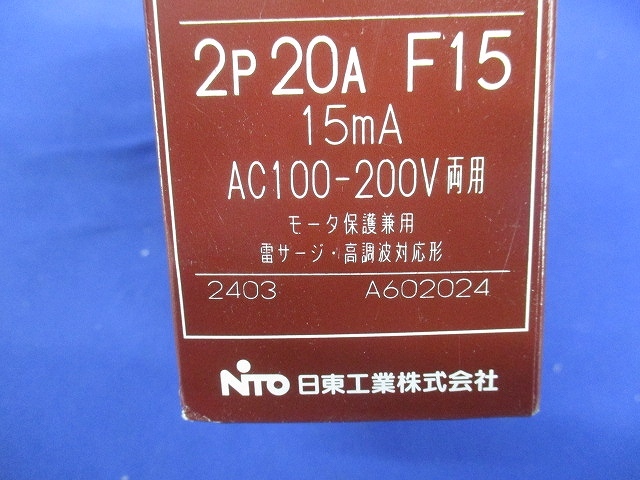 2P 20A F15
15mA
AC100-200V両用
モータ保護兼用
雷サージ・高調波対応形
2403 A602024
NiTO 日東工業株式会社